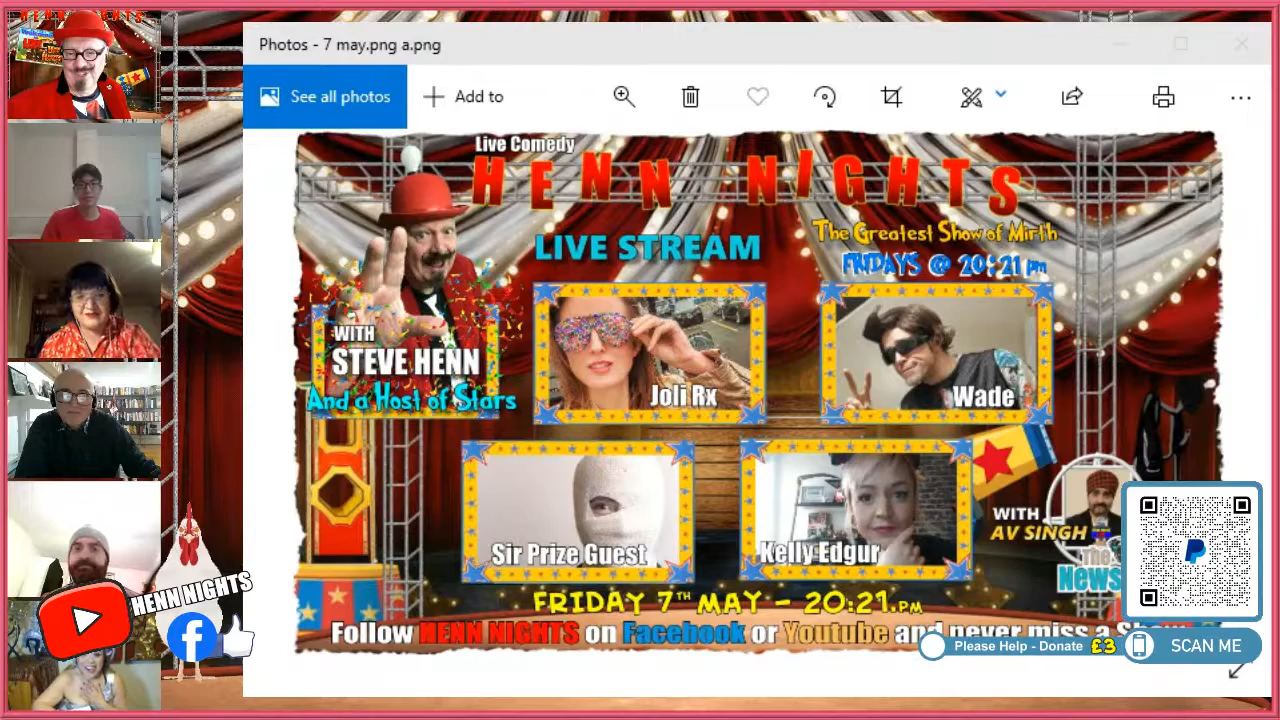 Photos - 7 may.png a.png
See all photos
Add to
Live Comedy
HENN NIGHTS
The Greatest Show of Mirth
LIVE STREAM
FRIDAYS @ 20:21 pm
WITH
STEVE HENN
And a Host of Stars
Joli Rx
Wade
Sir Prize Guest
Kelly Edgur
WITH
AV SINGH
The
News
FRIDAY 7TH MAY - 20:21.PM
Follow HENN NIGHTS on Facebook or Youtube and never miss a
HENN NIGHTS
Please Help - Donate £3
SCAN ME